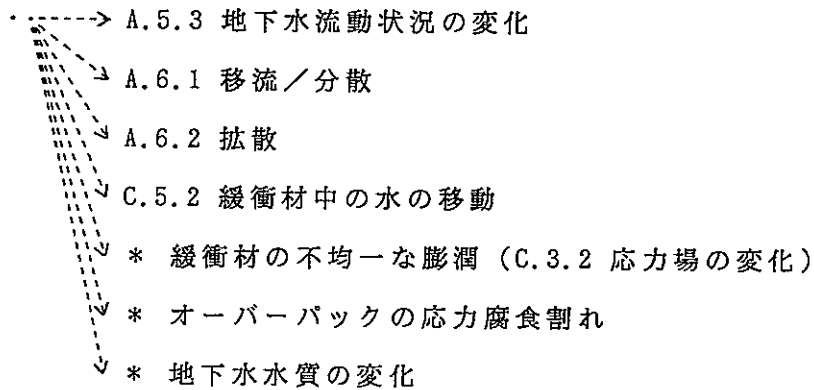 A.5.3 地下水流動状況の変化
A.6.1 移流／分散
A.6.2 拡散
C.5.2 緩衝材中の水の移動
* 緩衝材の不均一な膨潤（C.3.2 応力場の変化）
* オーバーパックの応力腐食割れ
* 地下水水質の変化